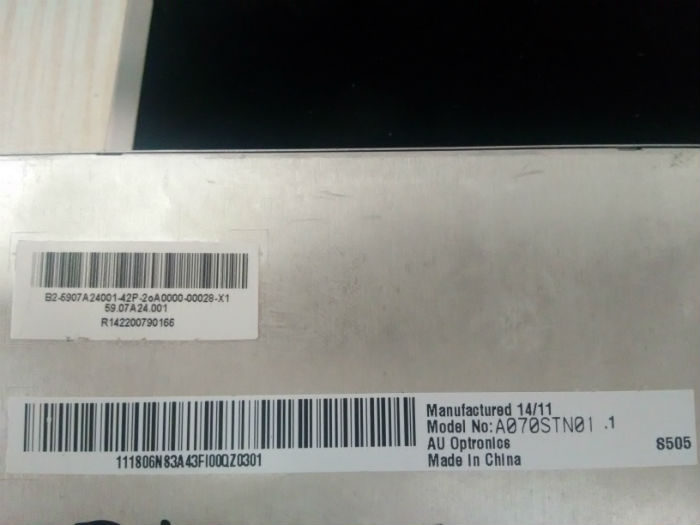 B2-5907A24001-42P-2oA0000-00028-X1
59.07A24.001
R142200790166
Manufactured 14/11
Model No: A070STN01 .1
AU Optronics
S505
Made In China
111806N83A43FI00QZ0301